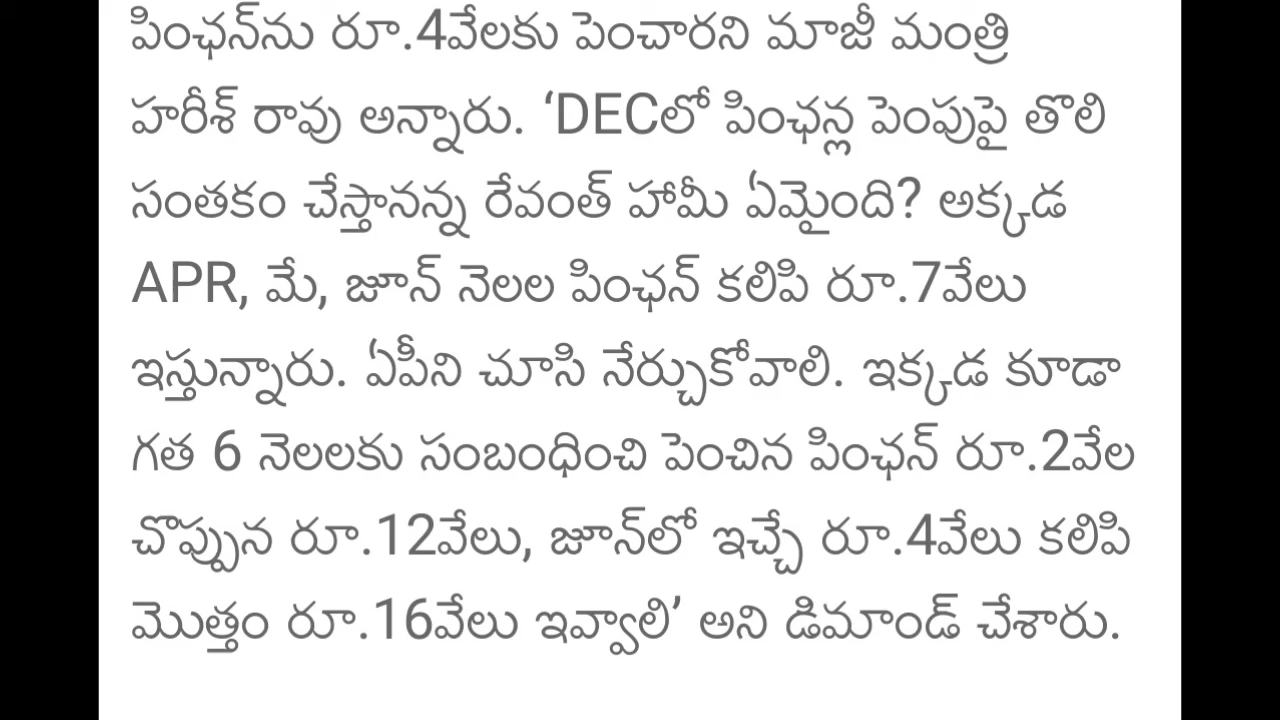 పింఛన్‌ను రూ.4వేలకు పెంచారని మాజీ మంత్రి
హరీశ్ రావు అన్నారు. ‘DECలో పింఛన్ల పెంపుపై తొలి
సంతకం చేస్తానన్న రేవంత్ హామీ ఏమైంది? అక్కడ
APR, మే, జూన్ నెలల పింఛన్ కలిపి రూ.7వేలు
ఇస్తున్నారు. ఏపీని చూసి నేర్చుకోవాలి. ఇక్కడ కూడా
గత 6 నెలలకు సంబంధించి పెంచిన పింఛన్ రూ.2వేల
చొప్పున రూ.12వేలు, జూన్‌లో ఇచ్చే రూ.4వేలు కలిపి
మొత్తం రూ.16వేలు ఇవ్వాలి’ అని డిమాండ్ చేశారు.